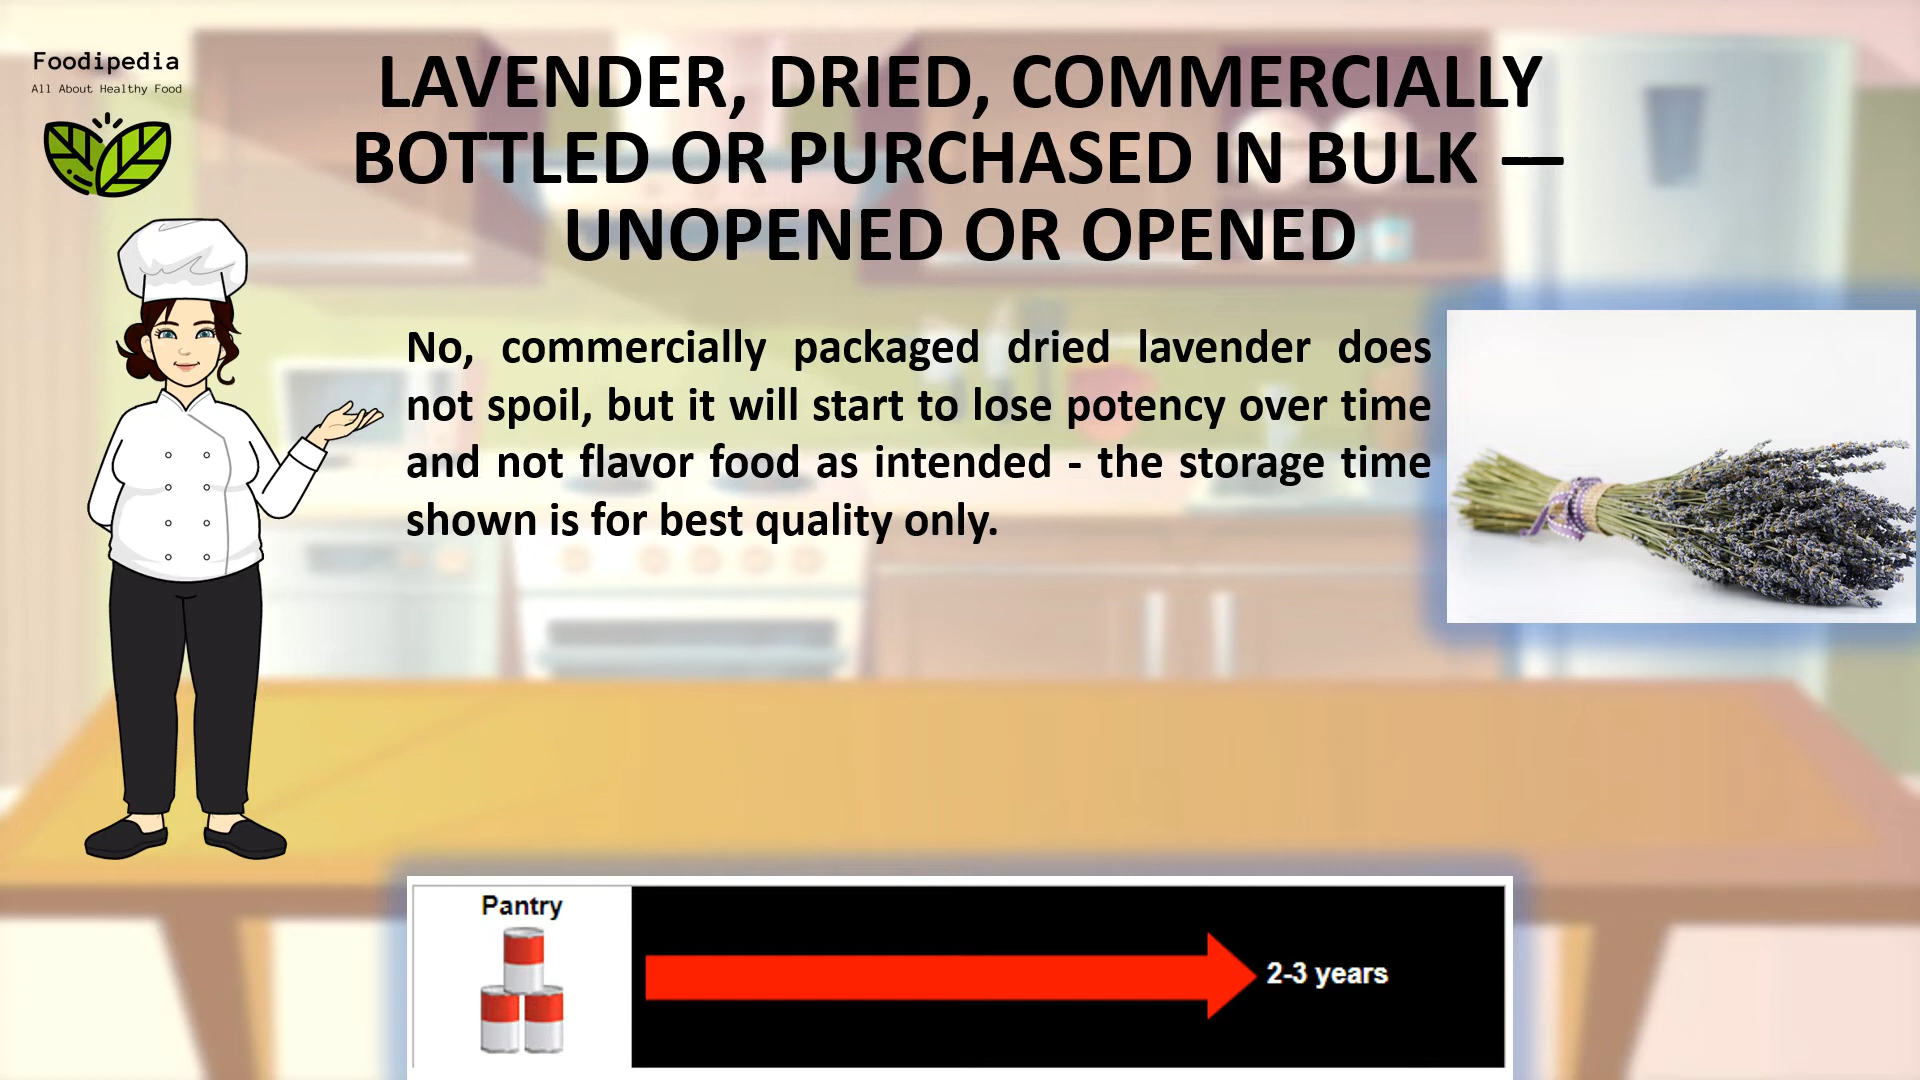 Foodipedia
All About Healthy Food
LAVENDER, DRIED, COMMERCIALLY
BOTTLED OR PURCHASED IN BULK —
UNOPENED OR OPENED
No, commercially packaged dried lavender does
not spoil, but it will start to lose potency over time
and not flavor food as intended - the storage time
shown is for best quality only.
Pantry
2-3 years